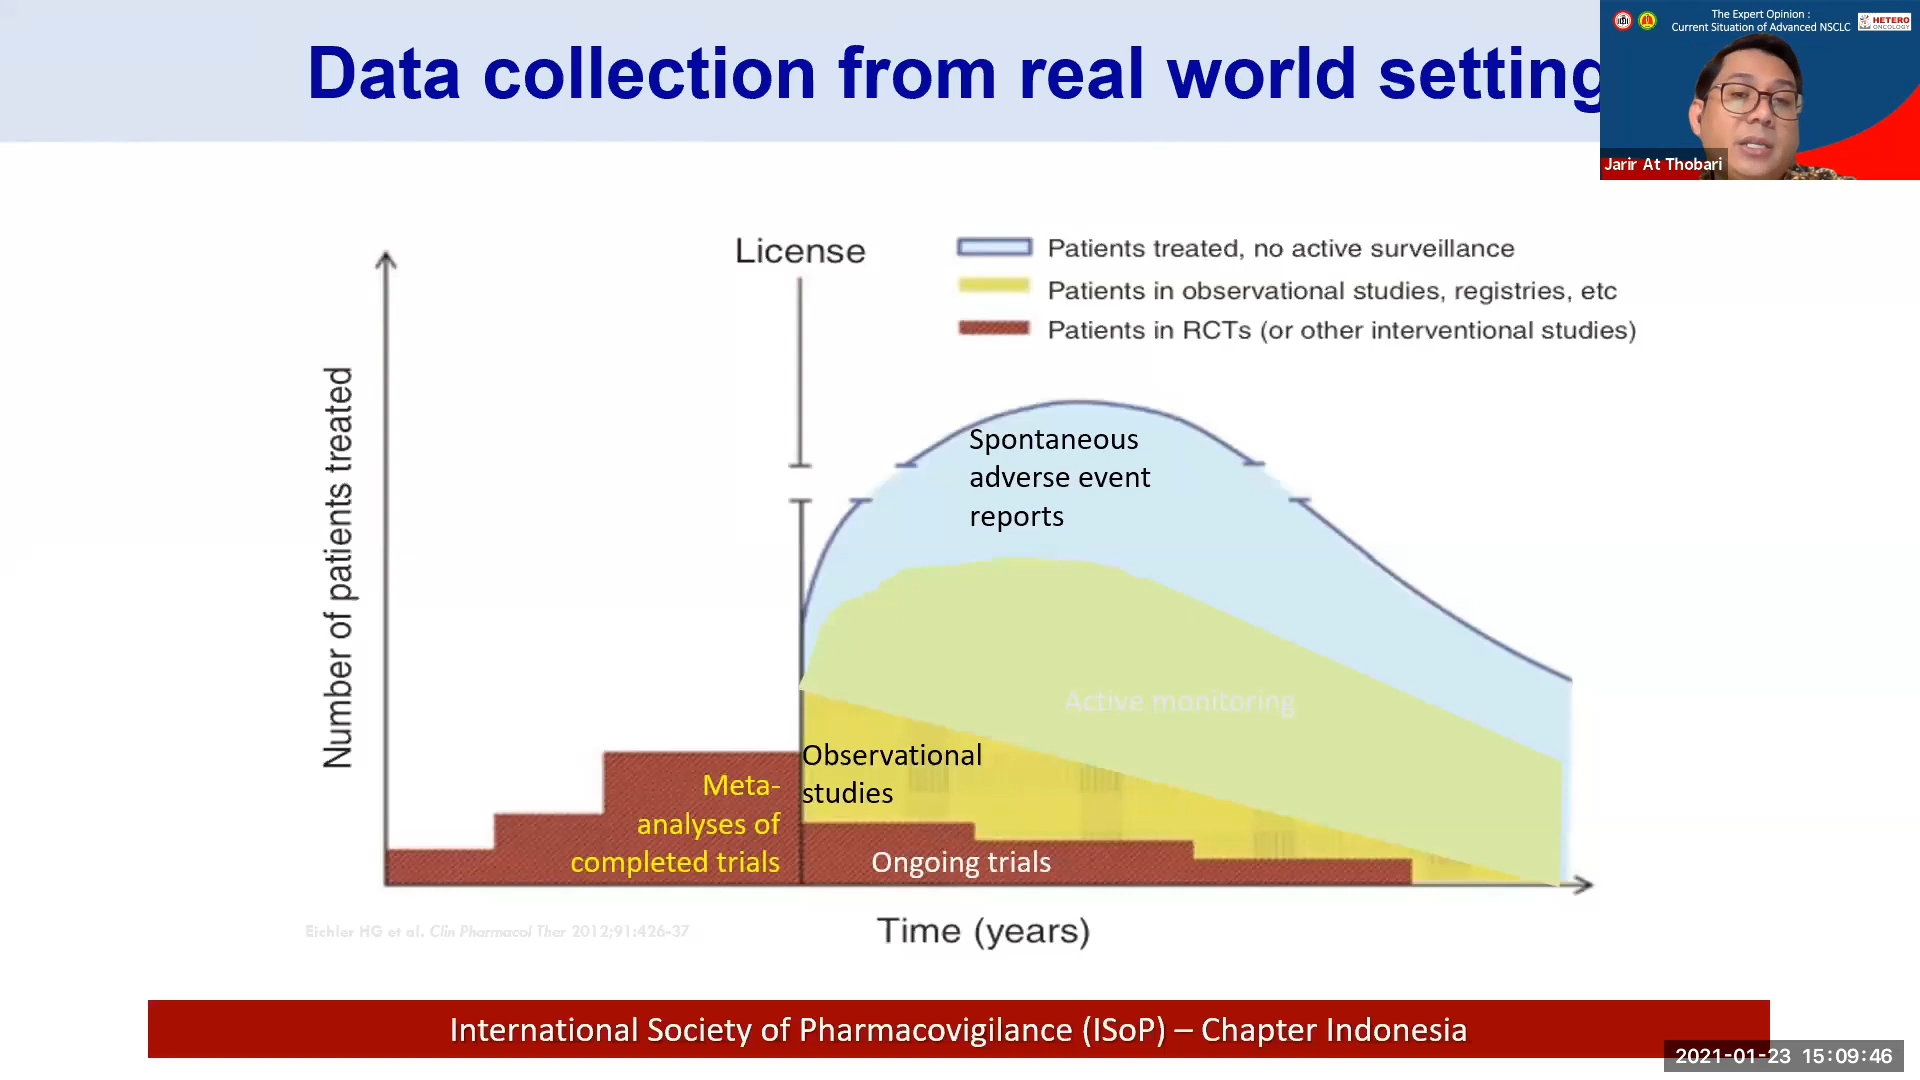 Data collection from real world setting
The Expert Opinion :
Current Situation of Advanced NSCLC
HETERO
ONCOLOGY
Jarir At Thobari
License
Patients treated, no active surveillance
Patients in observational studies, registries, etc
Patients in RCTs (or other interventional studies)
Number of patients treated
Spontaneous
adverse event
reports
Active monitoring
Observational
studies
Meta-
analyses of
completed trials
Ongoing trials
Time (years)
Eichler HG et al. Clin Pharmacol Ther 2012;91:426-37
International Society of Pharmacovigilance (ISoP) – Chapter Indonesia
2021-01-23 15:09:46